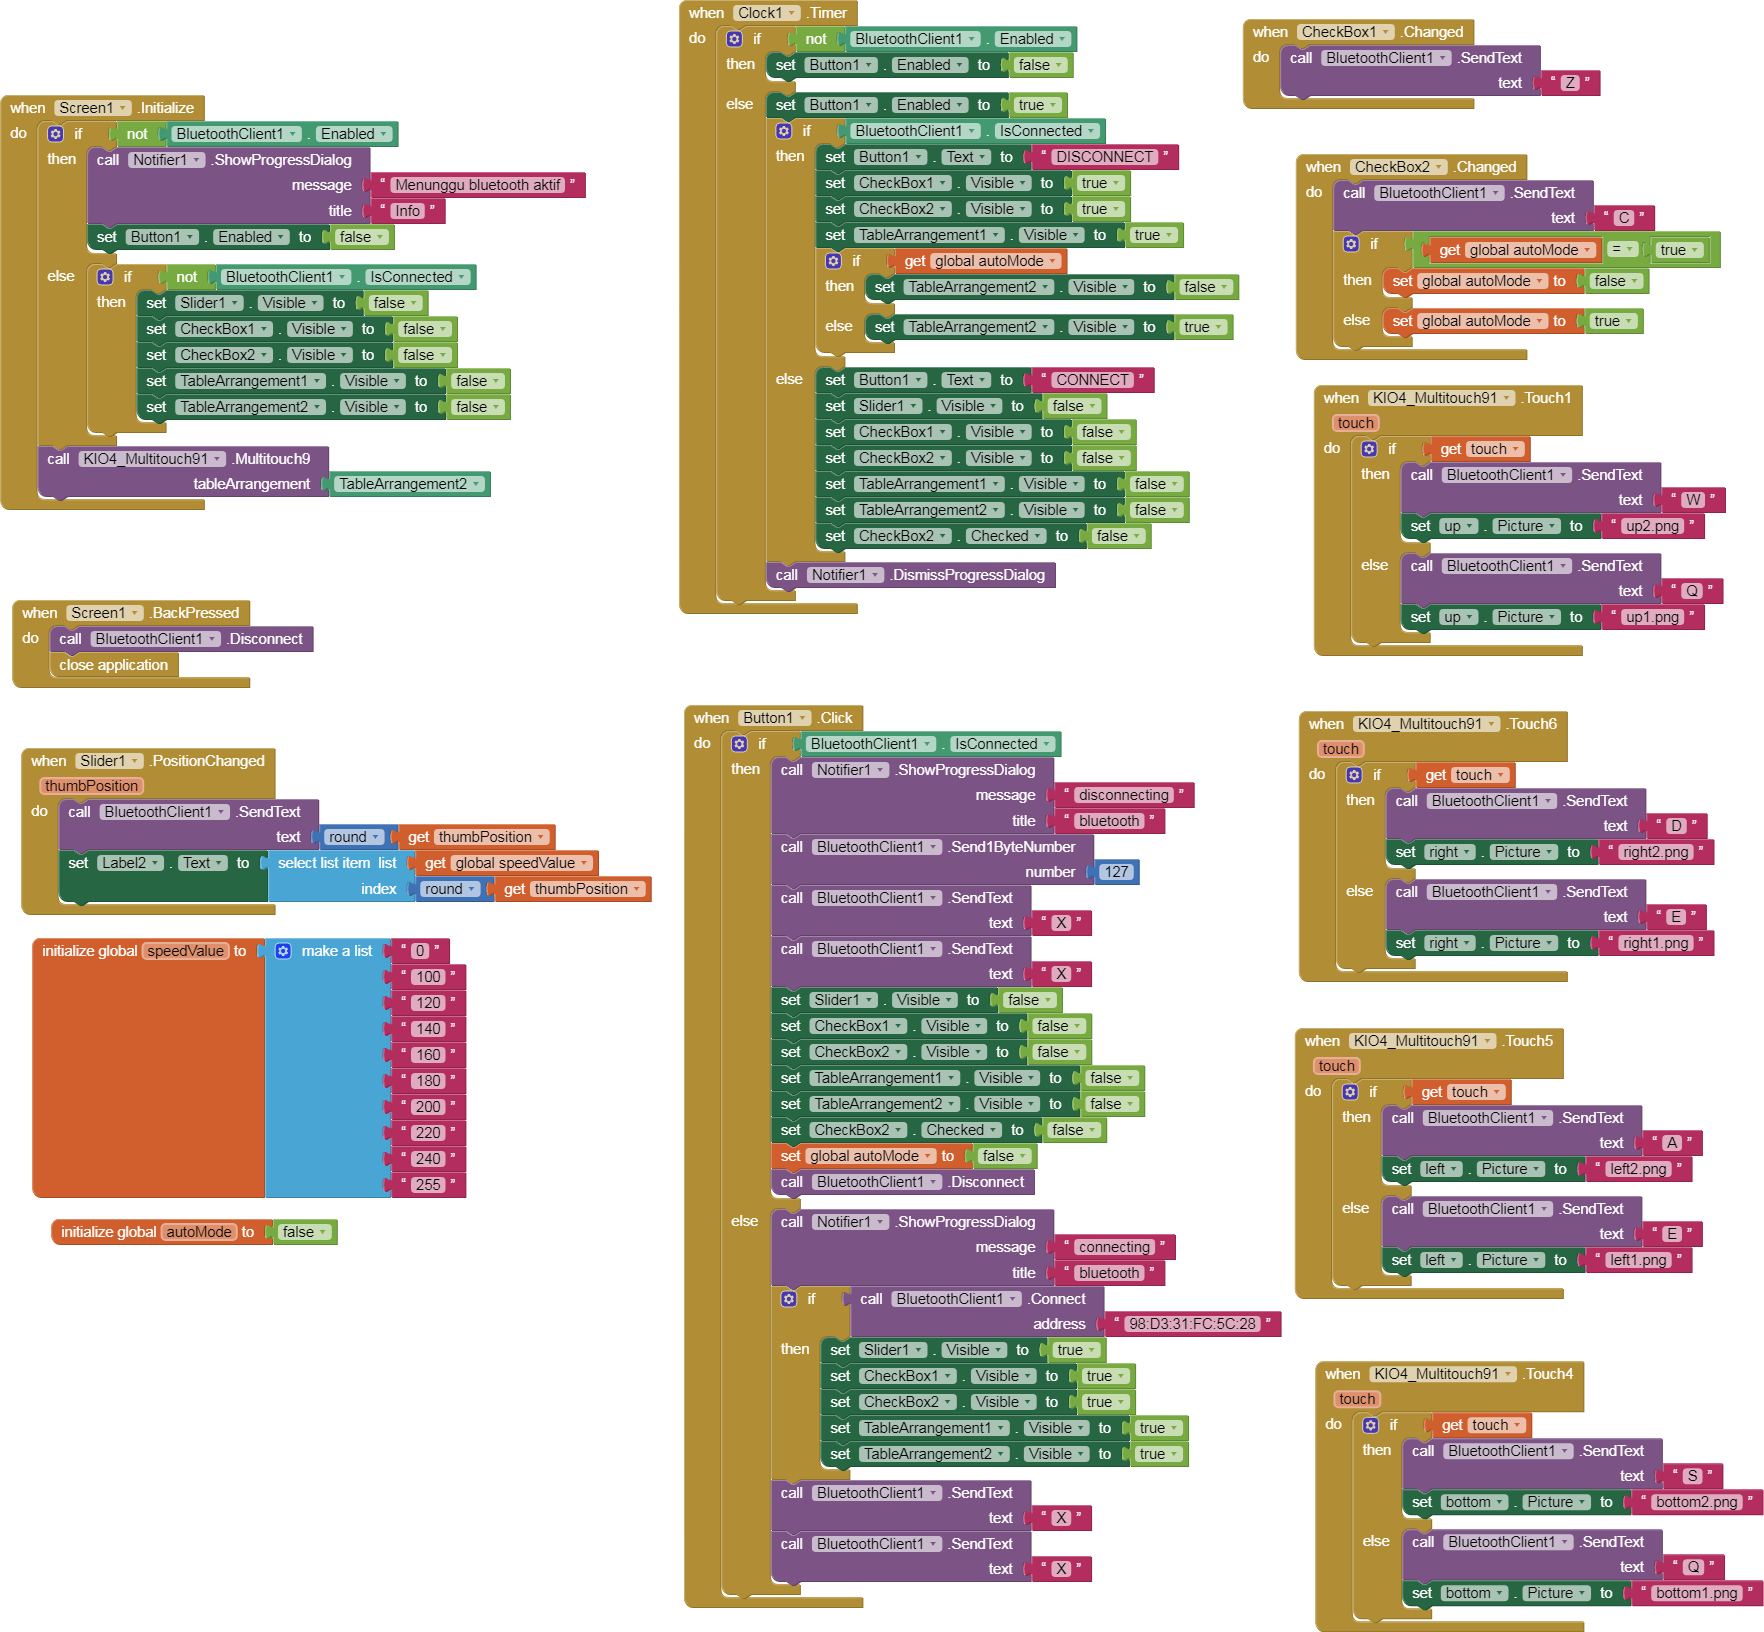 when Screen1 .Initialize
do if not BluetoothClient1 . Enabled
then call Notifier1 .ShowProgressDialog
message " Menunggu bluetooth aktif "
title " Info "
set Button1 . Enabled to false
else if not BluetoothClient1 . IsConnected
then set Slider1 . Visible to false
set CheckBox1 . Visible to false
set CheckBox2 . Visible to false
set TableArrangement1 . Visible to false
set TableArrangement2 . Visible to false
call KIO4_Multitouch91 .Multitouch9
tableArrangement TableArrangement2
when Screen1 .BackPressed
do call BluetoothClient1 .Disconnect
close application
when Slider1 .PositionChanged
thumbPosition
do call BluetoothClient1 .SendText
text round get thumbPosition
set Label2 . Text to select list item list get global speedValue
index round get thumbPosition
initialize global speedValue to make a list " 0 "
" 100 "
" 120 "
" 140 "
" 160 "
" 180 "
" 200 "
" 220 "
" 240 "
" 255 "
initialize global autoMode to false
when Clock1 .Timer
do if not BluetoothClient1 . Enabled
then set Button1 . Enabled to false
else set Button1 . Enabled to true
if BluetoothClient1 . IsConnected
then set Button1 . Text to " DISCONNECT "
set CheckBox1 . Visible to true
set CheckBox2 . Visible to true
set TableArrangement1 . Visible to true
if get global autoMode
then set TableArrangement2 . Visible to false
else set TableArrangement2 . Visible to true
else set Button1 . Text to " CONNECT "
set Slider1 . Visible to false
set CheckBox1 . Visible to false
set CheckBox2 . Visible to false
set TableArrangement1 . Visible to false
set TableArrangement2 . Visible to false
set CheckBox2 . Checked to false
call Notifier1 .DismissProgressDialog
when Button1 .Click
do if BluetoothClient1 . IsConnected
then call Notifier1 .ShowProgressDialog
message " disconnecting "
title " bluetooth "
call BluetoothClient1 .Send1ByteNumber
number 127
call BluetoothClient1 .SendText
text " X "
call BluetoothClient1 .SendText
text " X "
set Slider1 . Visible to false
set CheckBox1 . Visible to false
set CheckBox2 . Visible to false
set TableArrangement1 . Visible to false
set TableArrangement2 . Visible to false
set CheckBox2 . Checked to false
set global autoMode to false
call BluetoothClient1 .Disconnect
else call Notifier1 .ShowProgressDialog
message " connecting "
title " bluetooth "
if call BluetoothClient1 .Connect
address " 98:D3:31:FC:5C:28 "
then set Slider1 . Visible to true
set CheckBox1 . Visible to true
set CheckBox2 . Visible to true
set TableArrangement1 . Visible to true
set TableArrangement2 . Visible to true
call BluetoothClient1 .SendText
text " X "
call BluetoothClient1 .SendText
text " X "
when CheckBox1 .Changed
do call BluetoothClient1 .SendText
text " Z "
when CheckBox2 .Changed
do call BluetoothClient1 .SendText
text " C "
if get global autoMode = true
then set global autoMode to false
else set global autoMode to true
when KIO4_Multitouch91 .Touch1
touch
do if get touch
then call BluetoothClient1 .SendText
text " W "
set up . Picture to " up2.png "
else call BluetoothClient1 .SendText
text " Q "
set up . Picture to " up1.png "
when KIO4_Multitouch91 .Touch6
touch
do if get touch
then call BluetoothClient1 .SendText
text " D "
set right . Picture to " right2.png "
else call BluetoothClient1 .SendText
text " E "
set right . Picture to " right1.png "
when KIO4_Multitouch91 .Touch5
touch
do if get touch
then call BluetoothClient1 .SendText
text " A "
set left . Picture to " left2.png "
else call BluetoothClient1 .SendText
text " E "
set left . Picture to " left1.png "
when KIO4_Multitouch91 .Touch4
touch
do if get touch
then call BluetoothClient1 .SendText
text " S "
set bottom . Picture to " bottom2.png "
else call BluetoothClient1 .SendText
text " Q "
set bottom . Picture to " bottom1.png "